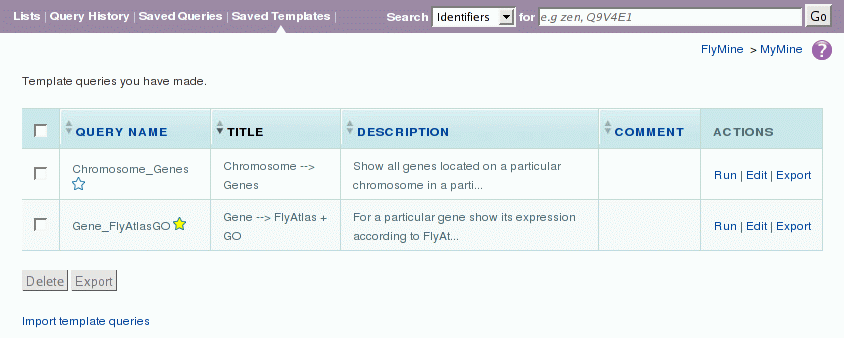 Lists | Query History | Saved Queries | Saved Templates |
Search Identifiers for e.g zen, Q9V4E1 Go
FlyMine > MyMine ?
Template queries you have made.
QUERY NAME TITLE DESCRIPTION COMMENT ACTIONS
Chromosome_Genes
Chromosome -->
Genes
Show all genes located on a particular
chromosome in a parti...
Run | Edit | Export
Gene_FlyAtlasGO
Gene --> FlyAtlas +
GO
For a particular gene show its expression
according to FlyAt...
Run | Edit | Export
Delete Export
Import template queries